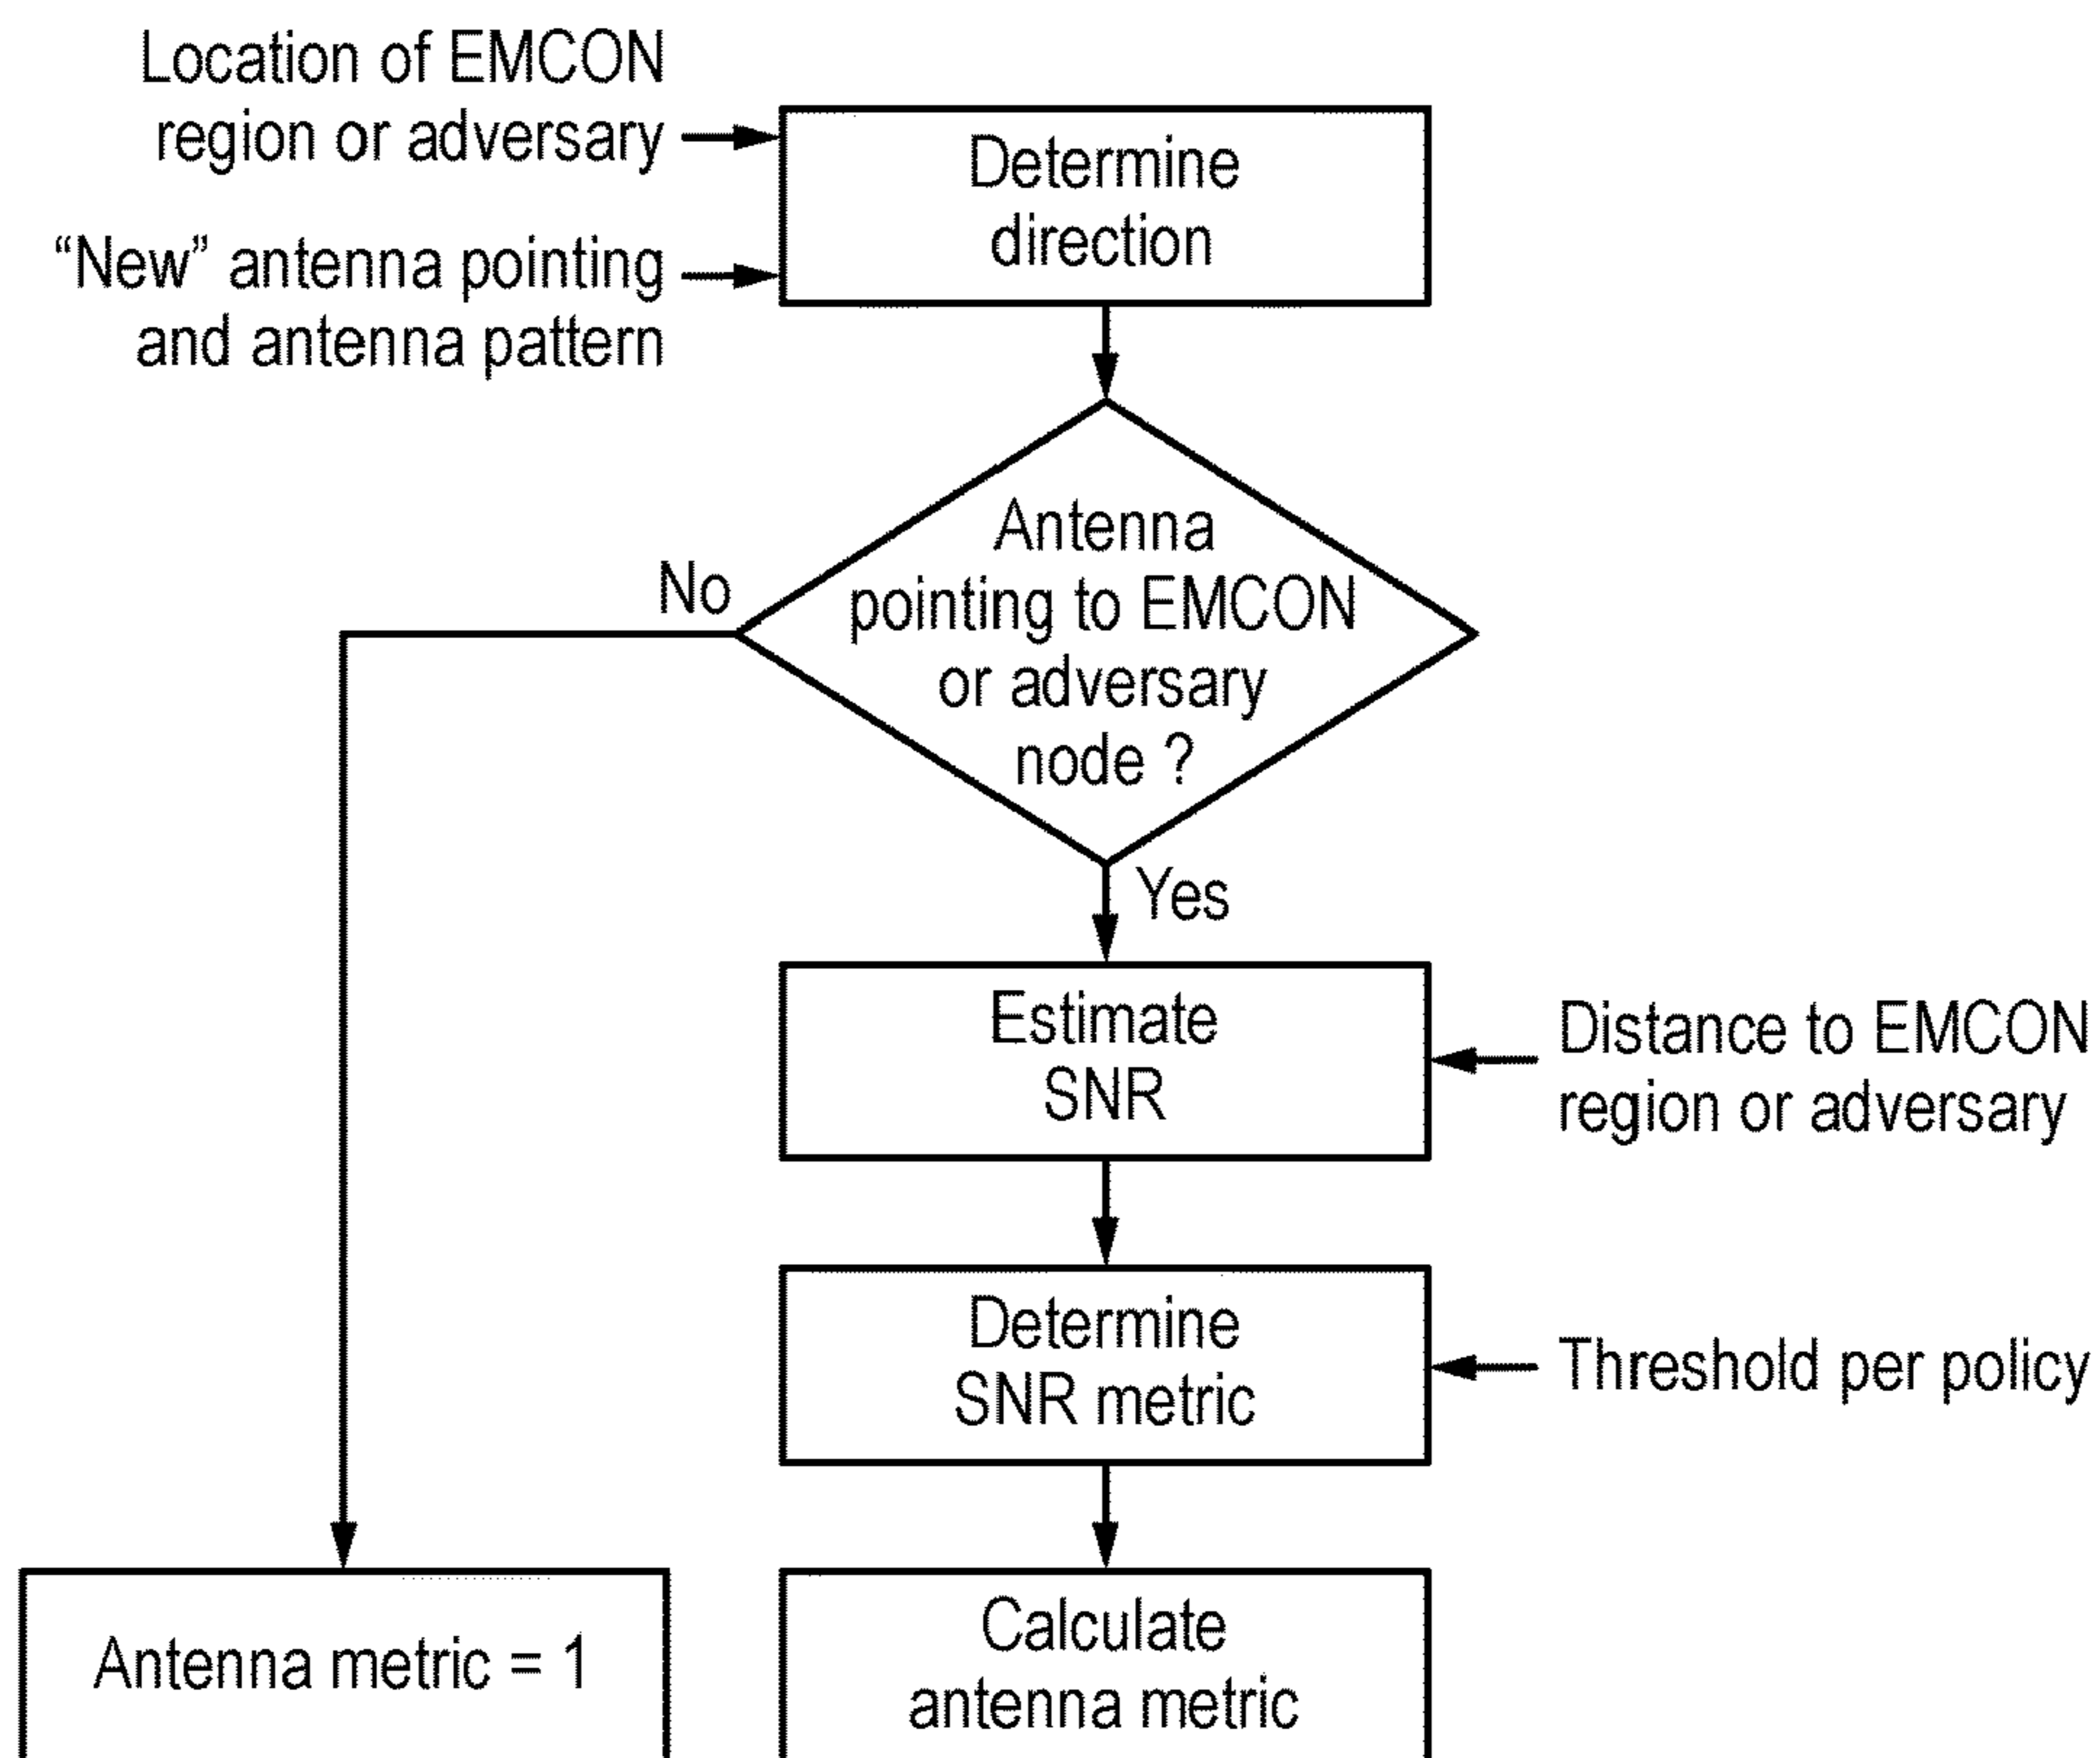 Location of EMCON
region or adversary
“New” antenna pointing
and antenna pattern
Determine
direction
Antenna
pointing to EMCON
or adversary
node ?
No
Yes
Estimate
SNR
Distance to EMCON
region or adversary
Determine
SNR metric
Threshold per policy
Antenna metric = 1
Calculate
antenna metric